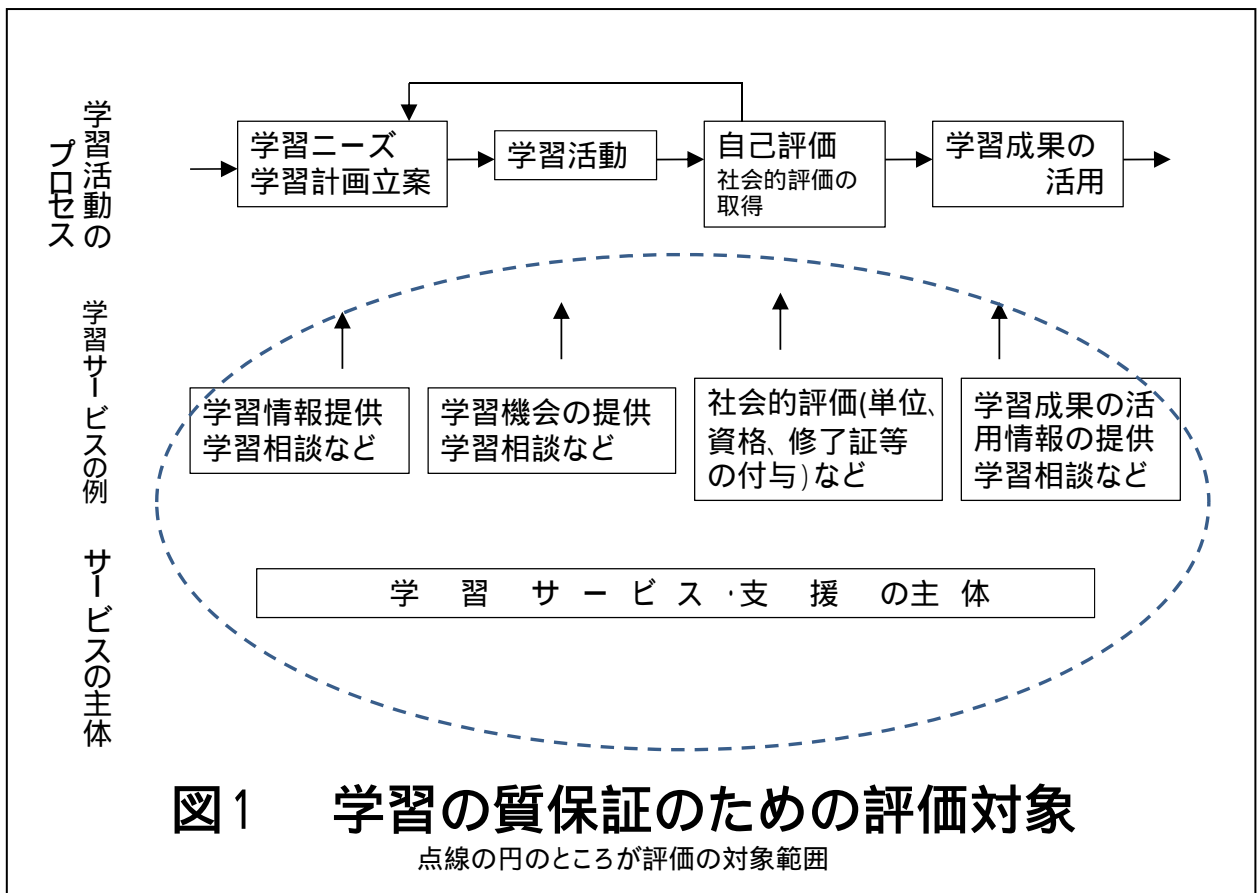 学習活動の
プロセス
学習ニーズ
学習計画立案
学習活動
自己評価
社会的評価の
取得
学習成果の
活用
学習サービスの例
学習情報提供
学習相談など
学習機会の提供
学習相談など
社会的評価(単位、
資格、修了証等
の付与)など
学習成果の活
用情報の提供
学習相談など
サービスの主体
学習サービス・支援の主体
図1 学習の質保証のための評価対象
点線の円のところが評価の対象範囲